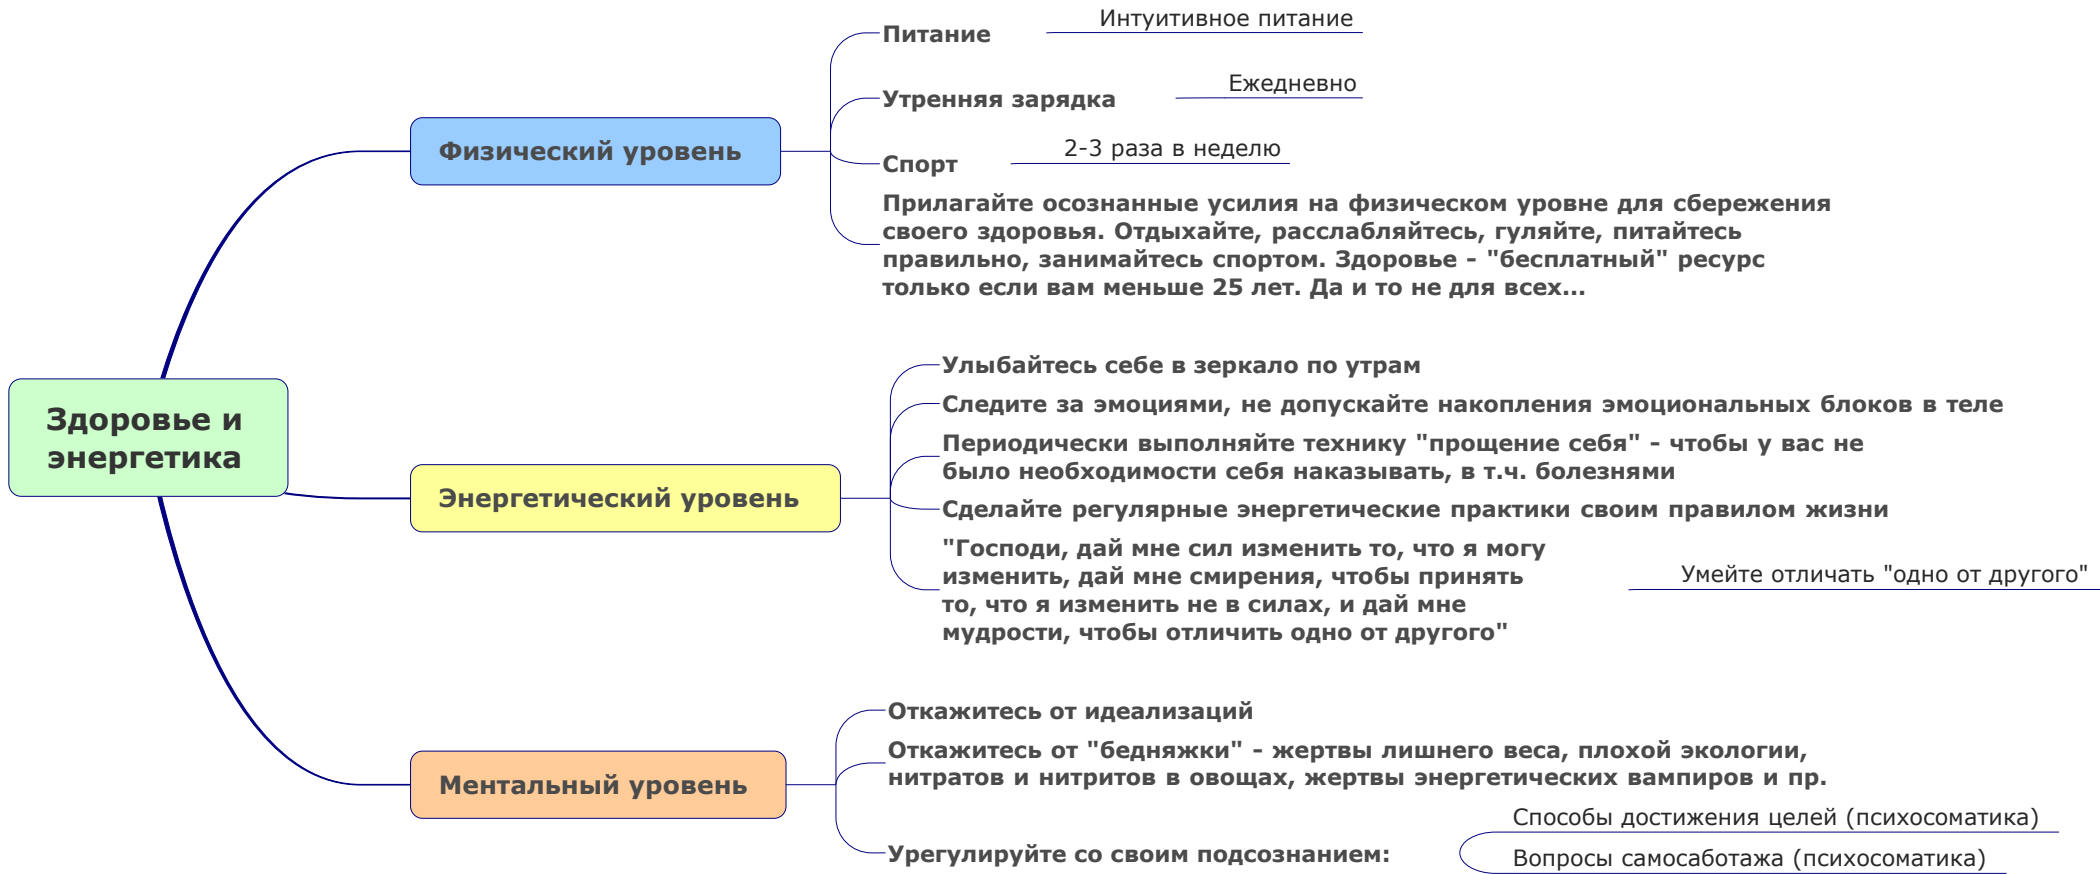 Здоровье и
энергетика
Физический уровень
Питание
Интуитивное питание
Утренняя зарядка
Ежедневно
Спорт
2-3 раза в неделю
Прилагайте осознанные усилия на физическом уровне для сбережения
своего здоровья. Отдыхайте, расслабляйтесь, гуляйте, питайтесь
правильно, занимайтесь спортом. Здоровье - "бесплатный" ресурс
только если вам меньше 25 лет. Да и то не для всех...
Энергетический уровень
Улыбайтесь себе в зеркало по утрам
Следите за эмоциями, не допускайте накопления эмоциональных блоков в теле
Периодически выполняйте технику "прощение себя" - чтобы у вас не
было необходимости себя наказывать, в т.ч. болезнями
Сделайте регулярные энергетические практики своим правилом жизни
"Господи, дай мне сил изменить то, что я могу
изменить, дай мне смирения, чтобы принять
то, что я изменить не в силах, и дай мне
мудрости, чтобы отличить одно от другого"
Умейте отличать "одно от другого"
Ментальный уровень
Откажитесь от идеализаций
Откажитесь от "бедняжки" - жертвы лишнего веса, плохой экологии,
нитратов и нитритов в овощах, жертвы энергетических вампиров и пр.
Урегулируйте со своим подсознанием:
Способы достижения целей (психосоматика)
Вопросы самосаботажа (психосоматика)